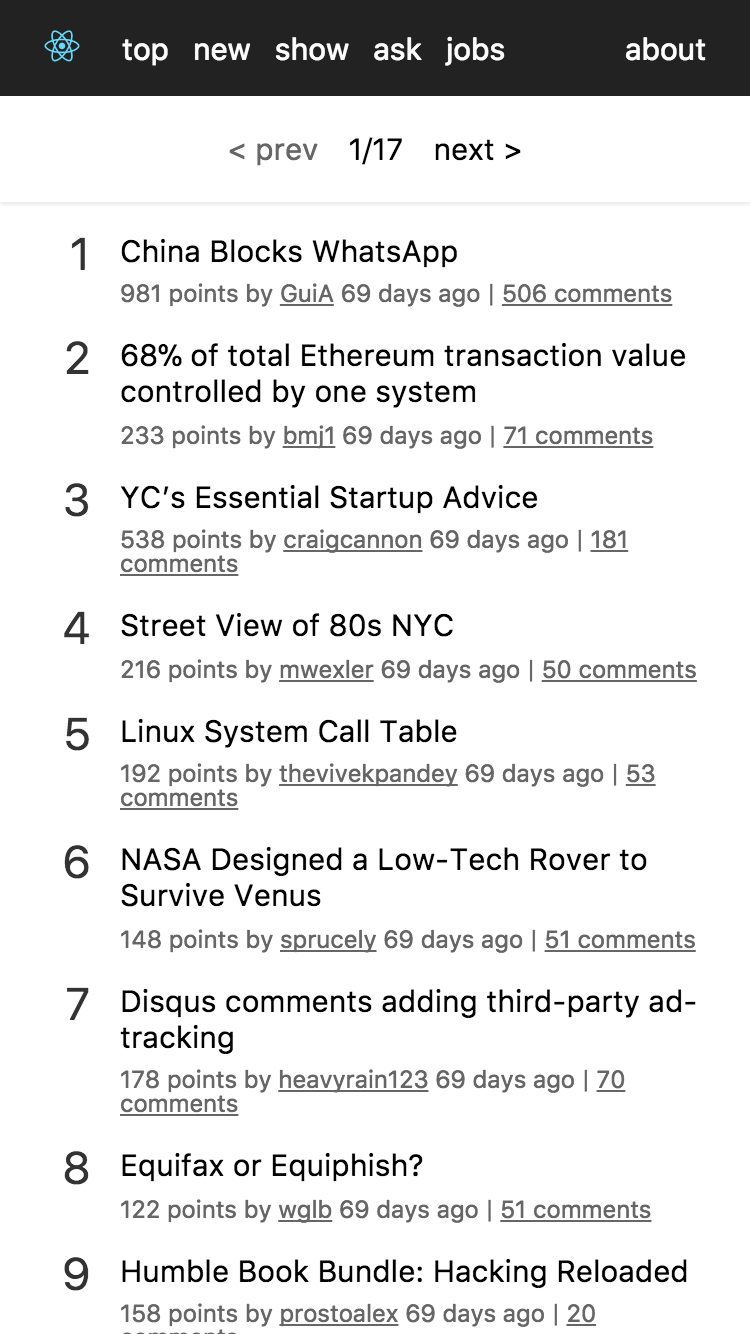 top new show ask jobs about
< prev 1/17 next >
1 China Blocks WhatsApp
981 points by GuiA 69 days ago | 506 comments
2 68% of total Ethereum transaction value
controlled by one system
233 points by bmj1 69 days ago | 71 comments
3 YC’s Essential Startup Advice
538 points by craigcannon 69 days ago | 181
comments
4 Street View of 80s NYC
216 points by mwexler 69 days ago | 50 comments
5 Linux System Call Table
192 points by thevivekpandey 69 days ago | 53
comments
6 NASA Designed a Low-Tech Rover to
Survive Venus
148 points by sprucely 69 days ago | 51 comments
7 Disqus comments adding third-party ad-
tracking
178 points by heavyrain123 69 days ago | 70
comments
8 Equifax or Equiphish?
122 points by wglb 69 days ago | 51 comments
9 Humble Book Bundle: Hacking Reloaded
158 points by prostoalex 69 days ago | 20